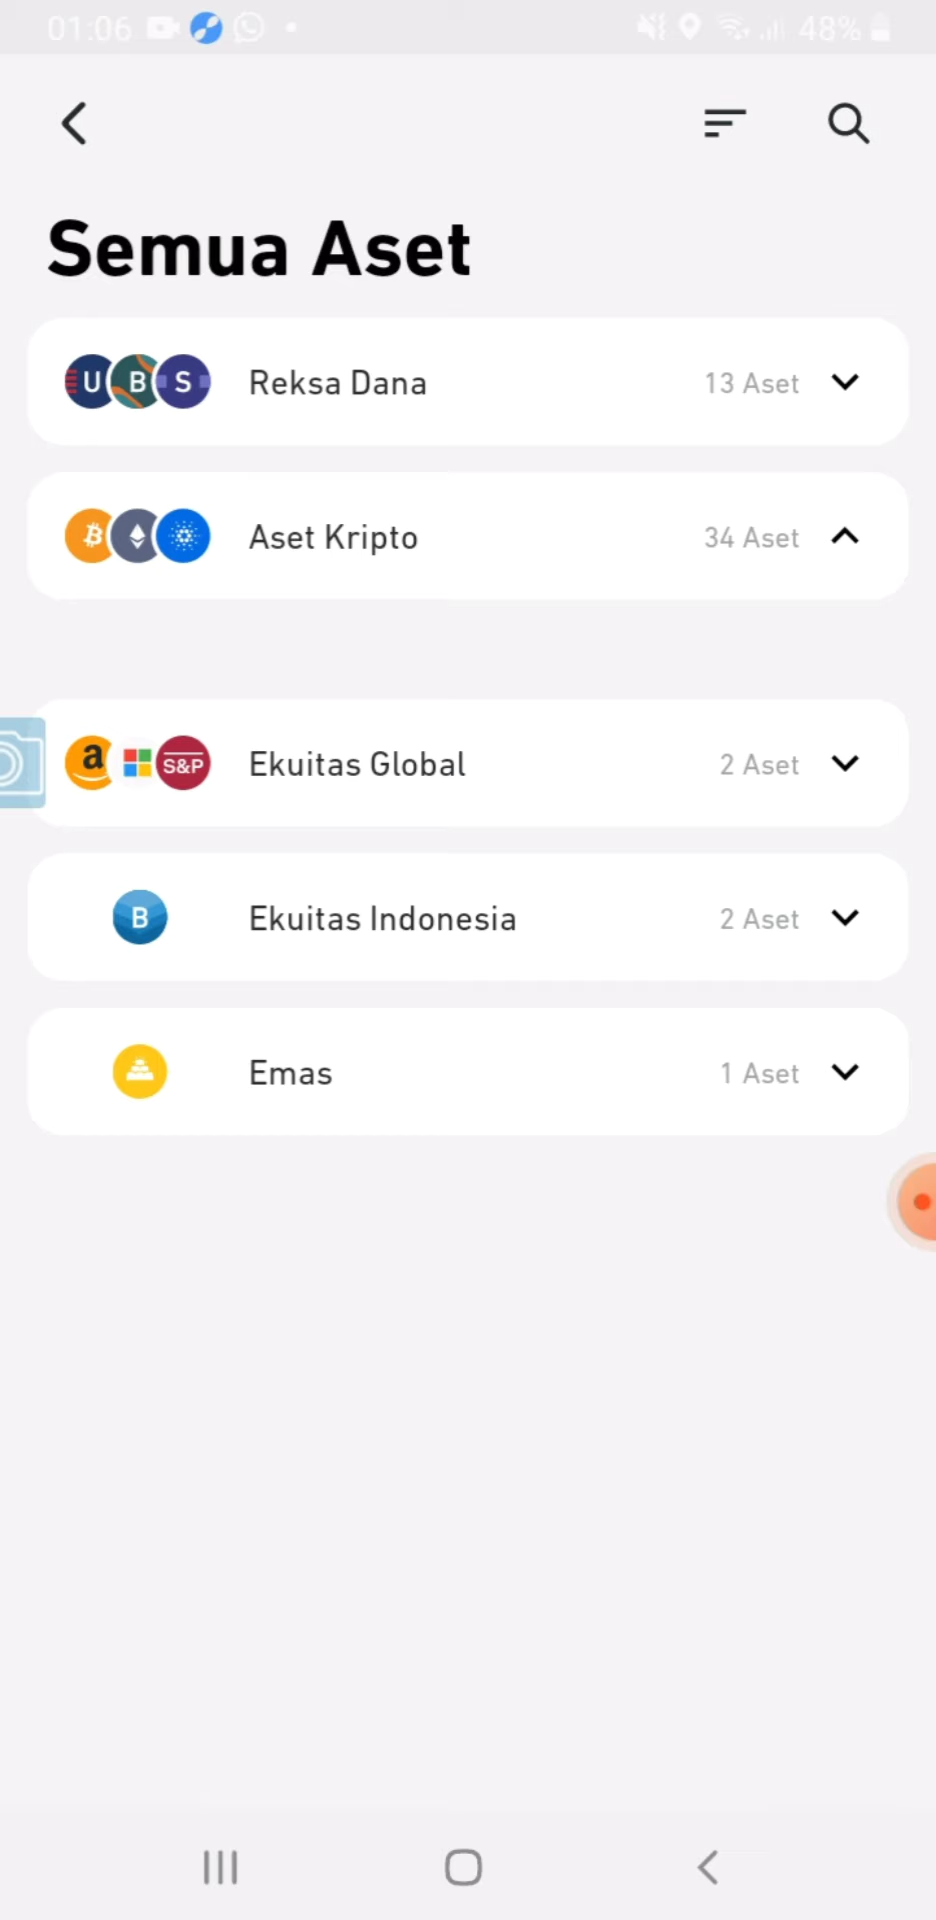 01:06 48%
Semua Aset
U B S Reksa Dana 13 Aset
Aset Kripto 34 Aset
a S&P Ekuitas Global 2 Aset
B Ekuitas Indonesia 2 Aset
Emas 1 Aset